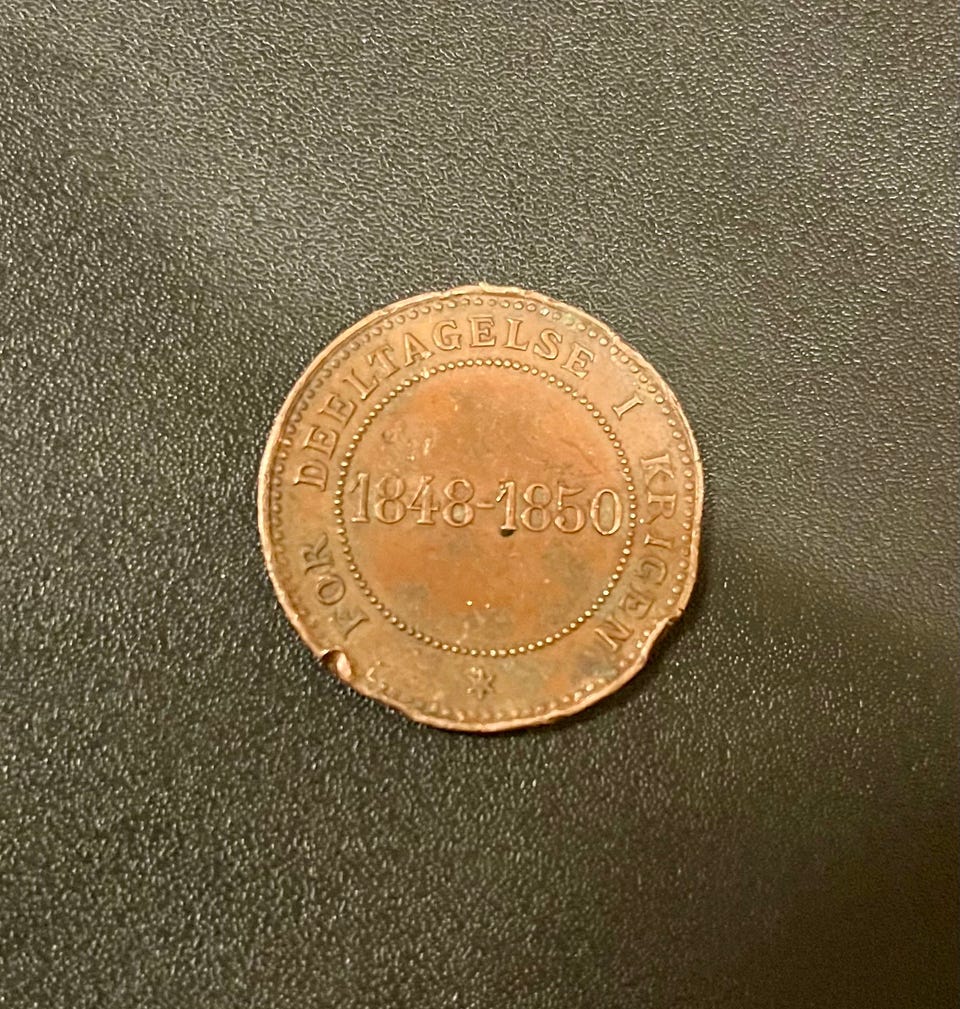 FOR DEELTAGELSE I KRIGEN
1848-1850